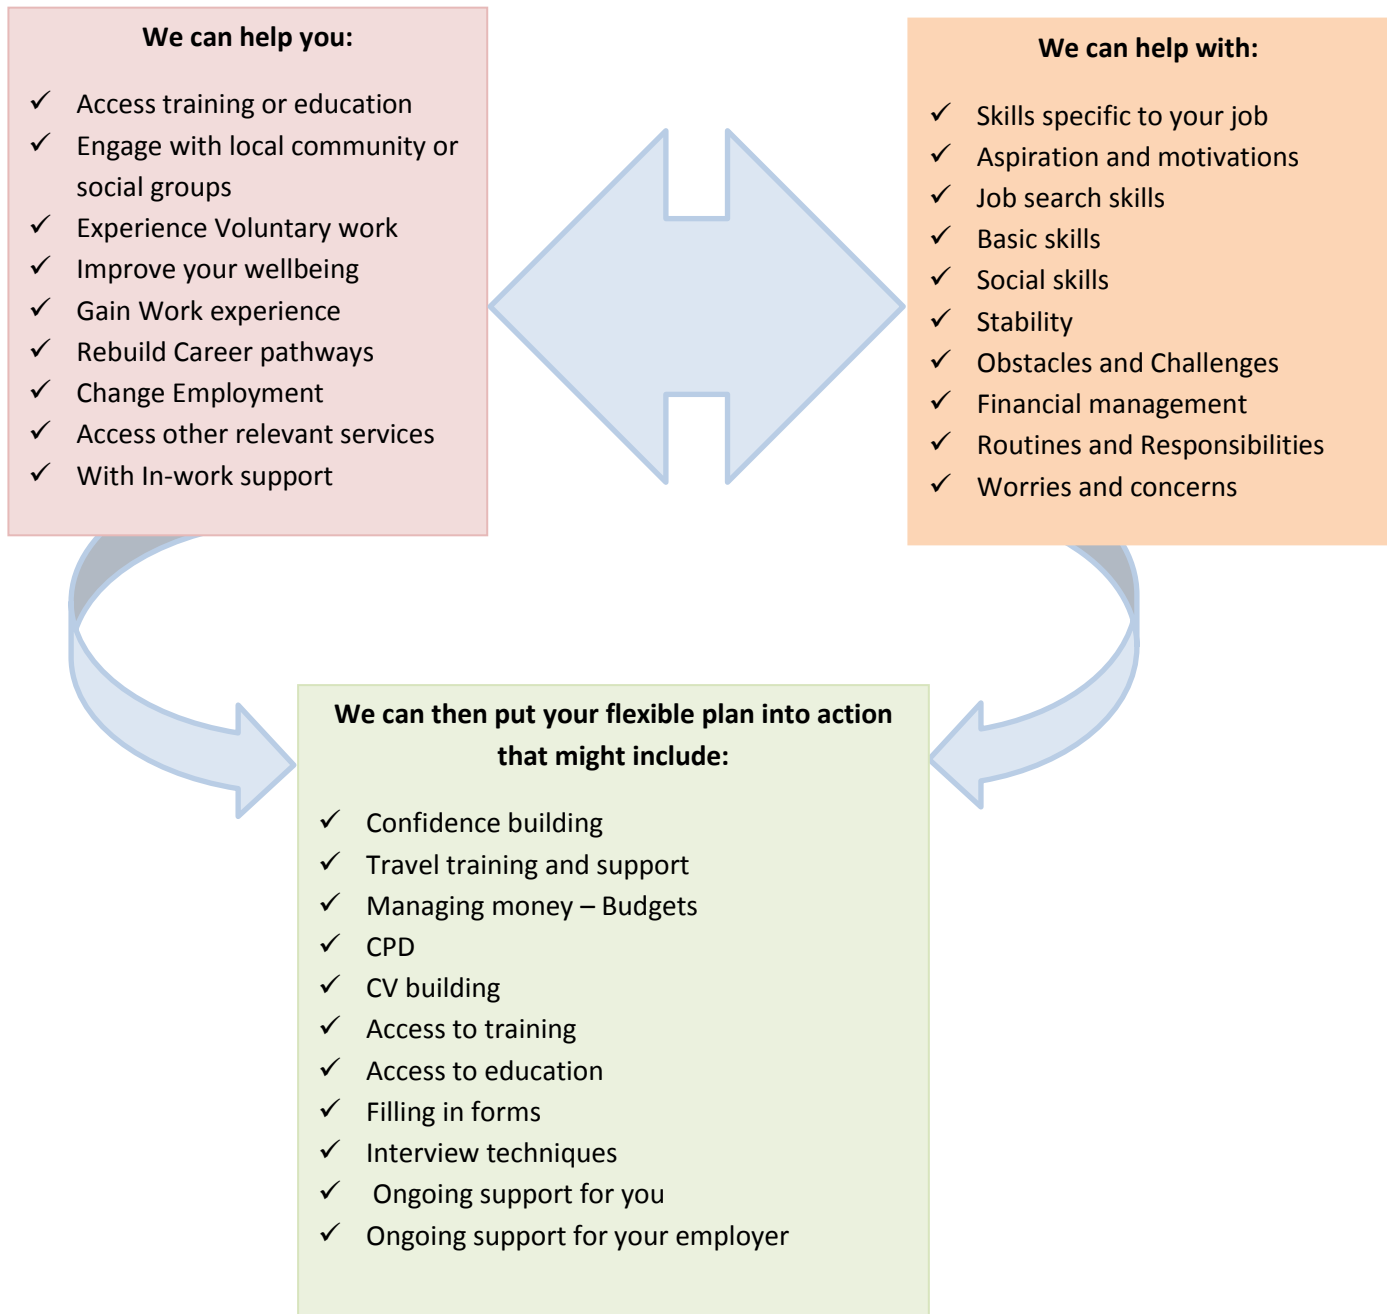 We can help you:
✓ Access training or education
✓ Engage with local community or
social groups
✓ Experience Voluntary work
✓ Improve your wellbeing
✓ Gain Work experience
✓ Rebuild Career pathways
✓ Change Employment
✓ Access other relevant services
✓ With In-work support
We can help with:
✓ Skills specific to your job
✓ Aspiration and motivations
✓ Job search skills
✓ Basic skills
✓ Social skills
✓ Stability
✓ Obstacles and Challenges
✓ Financial management
✓ Routines and Responsibilities
✓ Worries and concerns
We can then put your flexible plan into action
that might include:
✓ Confidence building
✓ Travel training and support
✓ Managing money – Budgets
✓ CPD
✓ CV building
✓ Access to training
✓ Access to education
✓ Filling in forms
✓ Interview techniques
✓ Ongoing support for you
✓ Ongoing support for your employer